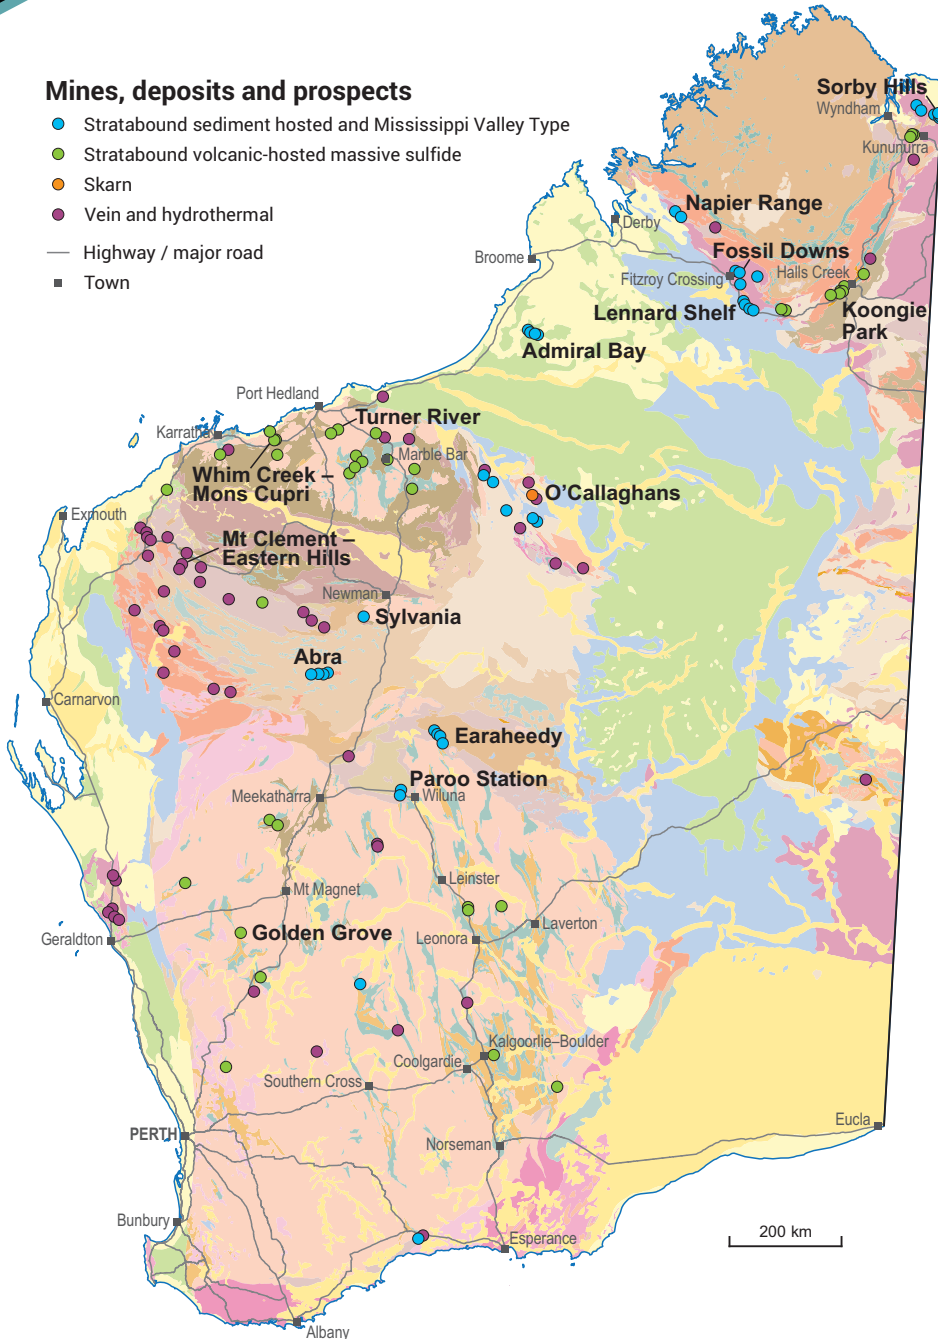 Mines, deposits and prospects
Stratabound sediment hosted and Mississippi Valley Type
Stratabound volcanic-hosted massive sulfide
Skarn
Vein and hydrothermal
Highway / major road
Town
Sorby Hills
Wyndham
Kununurra
Napier Range
Derby
Fossil Downs
Broome
Fitzroy Crossing
Halls Creek
Lennard Shelf
Koongie
Park
Admiral Bay
Port Hedland
Turner River
Karratha
Marble Bar
Whim Creek –
Mons Cupri
O'Callaghans
Exmouth
Mt Clement –
Eastern Hills
Newman
Sylvania
Abra
Carnarvon
Earaheedy
Paroo Station
Meekatharra
Wiluna
Leinster
Mt Magnet
Laverton
Golden Grove
Leonora
Geraldton
Kalgoorlie–Boulder
Coolgardie
Southern Cross
Eucla
PERTH
Norseman
Bunbury
200 km
Esperance
Albany